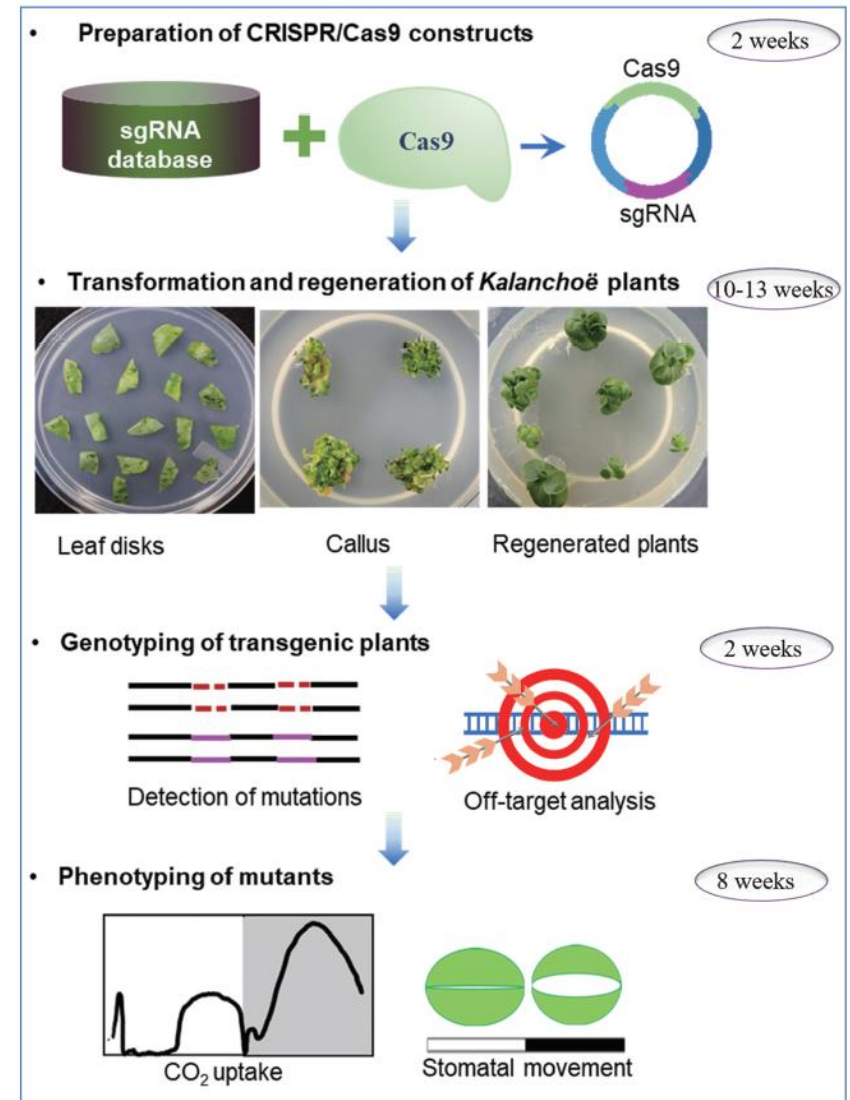 • Preparation of CRISPR/Cas9 constructs
2 weeks
sgRNA
database
Cas9
Cas9
sgRNA
• Transformation and regeneration of Kalanchoë plants
10-13 weeks
Leaf disks
Callus
Regenerated plants
• Genotyping of transgenic plants
2 weeks
Detection of mutations
Off-target analysis
• Phenotyping of mutants
8 weeks
CO₂ uptake
Stomatal movement